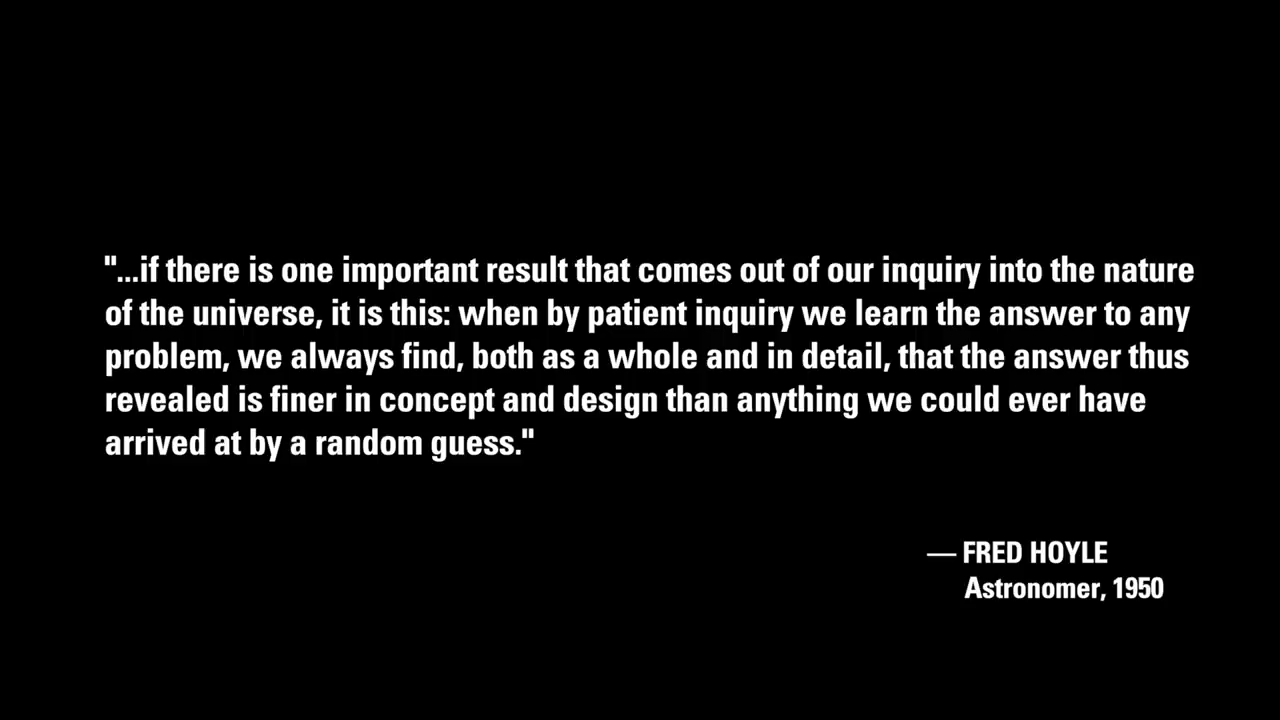 "...if there is one important result that comes out of our inquiry into the nature
of the universe, it is this: when by patient inquiry we learn the answer to any
problem, we always find, both as a whole and in detail, that the answer thus
revealed is finer in concept and design than anything we could ever have
arrived at by a random guess."
— FRED HOYLE
Astronomer, 1950